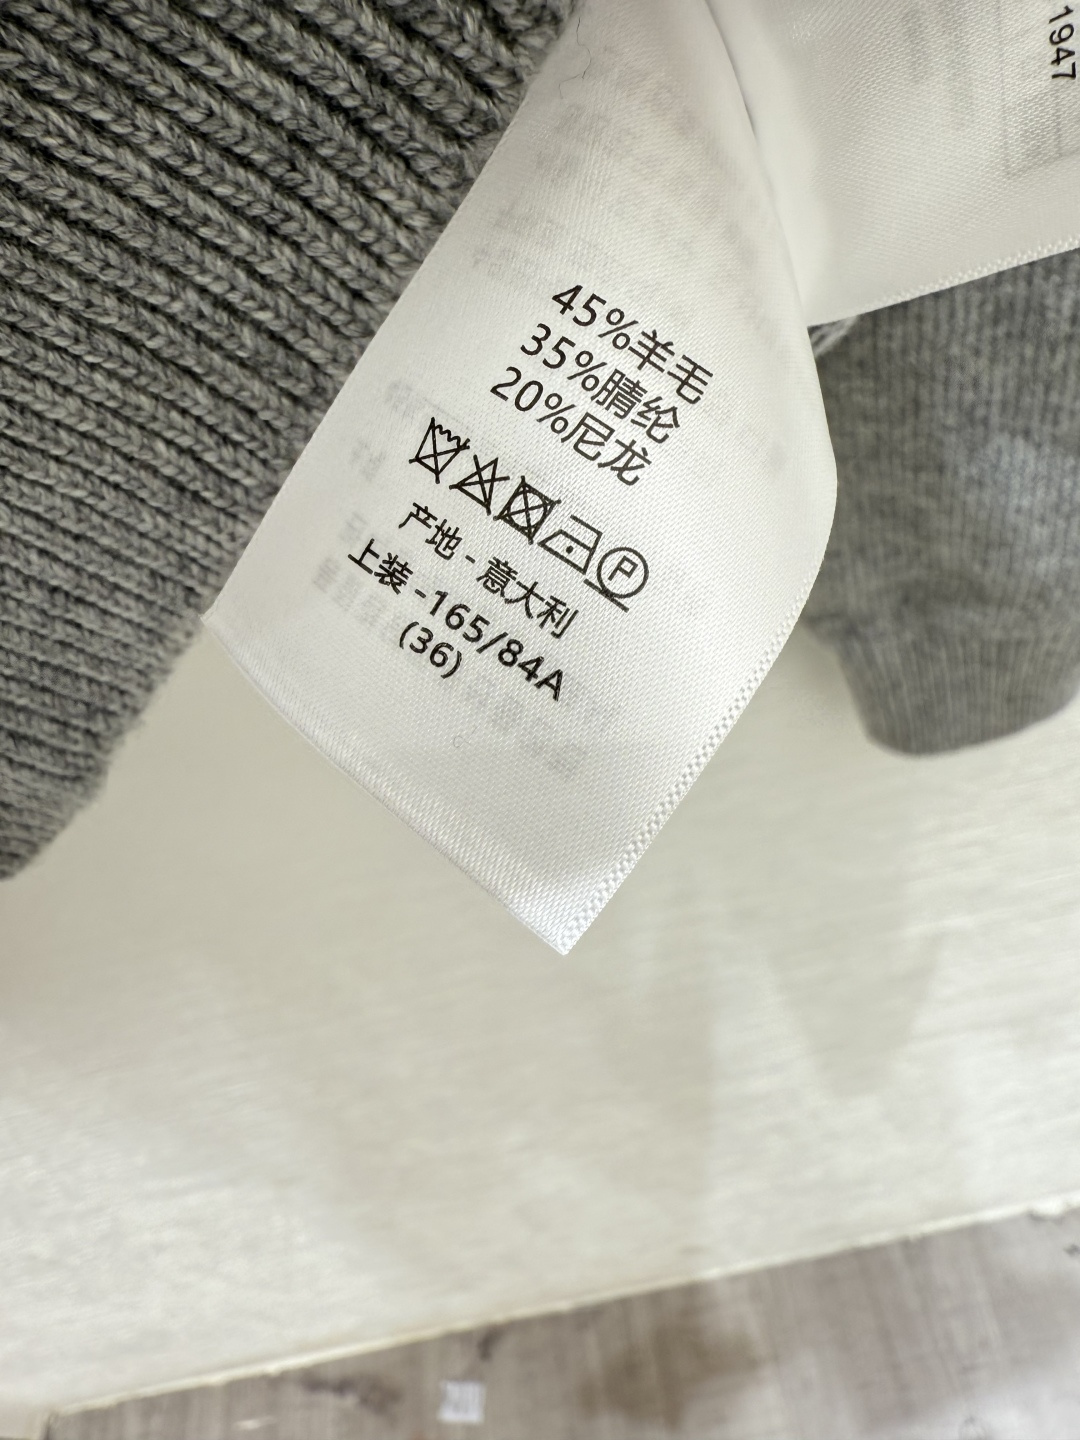 1947
45%羊毛
35%腈纶
20%尼龙
P
产地 - 意大利
上装 -165/84A
(36)